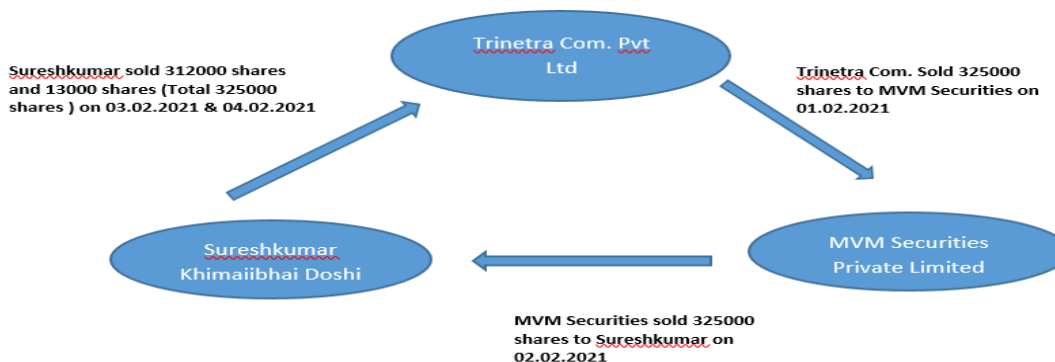 Trinetra Com. Pvt
Ltd
Sureshkumar sold 312000 shares
and 13000 shares (Total 325000
shares ) on 03.02.2021 & 04.02.2021
Trinetra Com. Sold 325000
shares to MVM Securities on
01.02.2021
Sureshkumar
Khimaiibhai Doshi
MVM Securities
Private Limited
MVM Securities sold 325000
shares to Sureshkumar on
02.02.2021